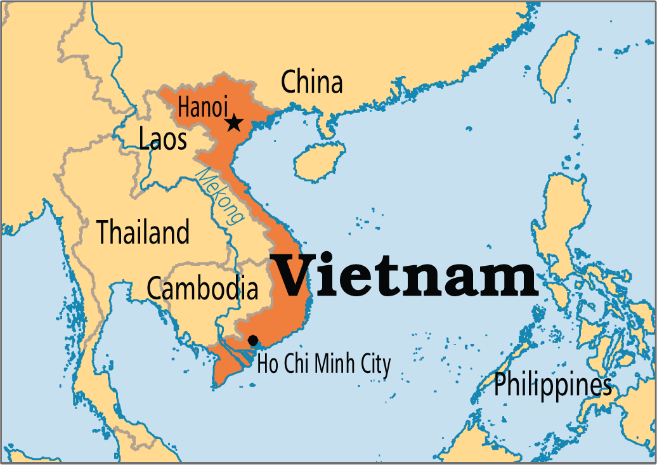 China
Hanoi
Laos
Mekong
Thailand
Vietnam
Cambodia
Ho Chi Minh City
Philippines